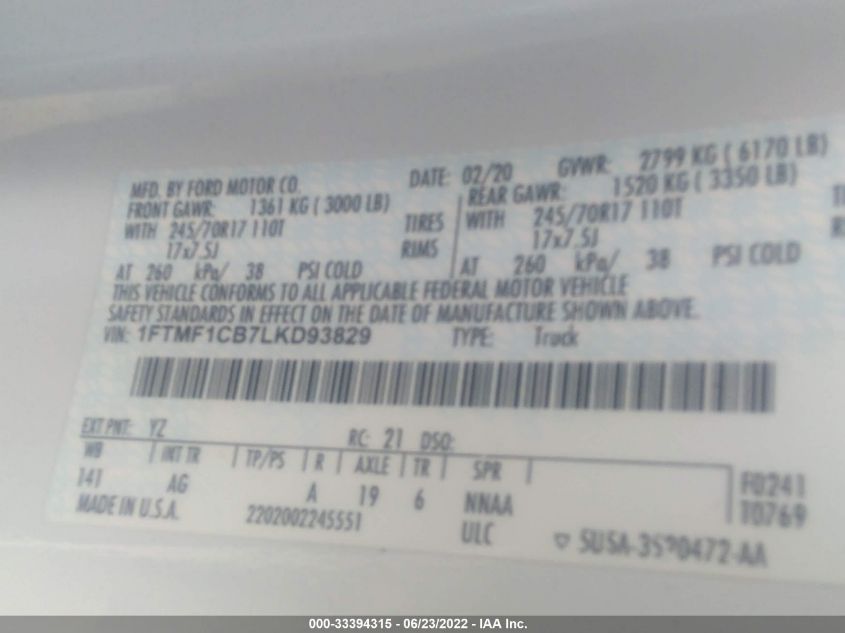 MFD. BY FORD MOTOR CO. DATE: 02/20 GVWR: 2799 KG ( 6170 LB)
FRONT GAWR: 1361 KG ( 3000 LB) REAR GAWR: 1520 KG ( 3350 LB)
WITH 245/70R17 110T TIRES WITH 245/70R17 110T
17x7.5J RIMS 17x7.5J
AT 260 kPa/ 38 PSI COLD AT 260 kPa/ 38 PSI COLD
THIS VEHICLE CONFORMS TO ALL APPLICABLE FEDERAL MOTOR VEHICLE
SAFETY STANDARDS IN EFFECT ON THE DATE OF MANUFACTURE SHOWN ABOVE.
VIN: 1FTMF1CB7LKD93829 TYPE: Truck
EXT PNT: YZ RC: 21 DSO:
WB INT TR TP/PS R AXLE TR SPR F0241
141 AG A 19 6 NNAA T0769
MADE IN U.S.A. 2202002245551 ULC 5U5A-3590472-AA
000-33394315 - 06/23/2022 - IAA Inc.